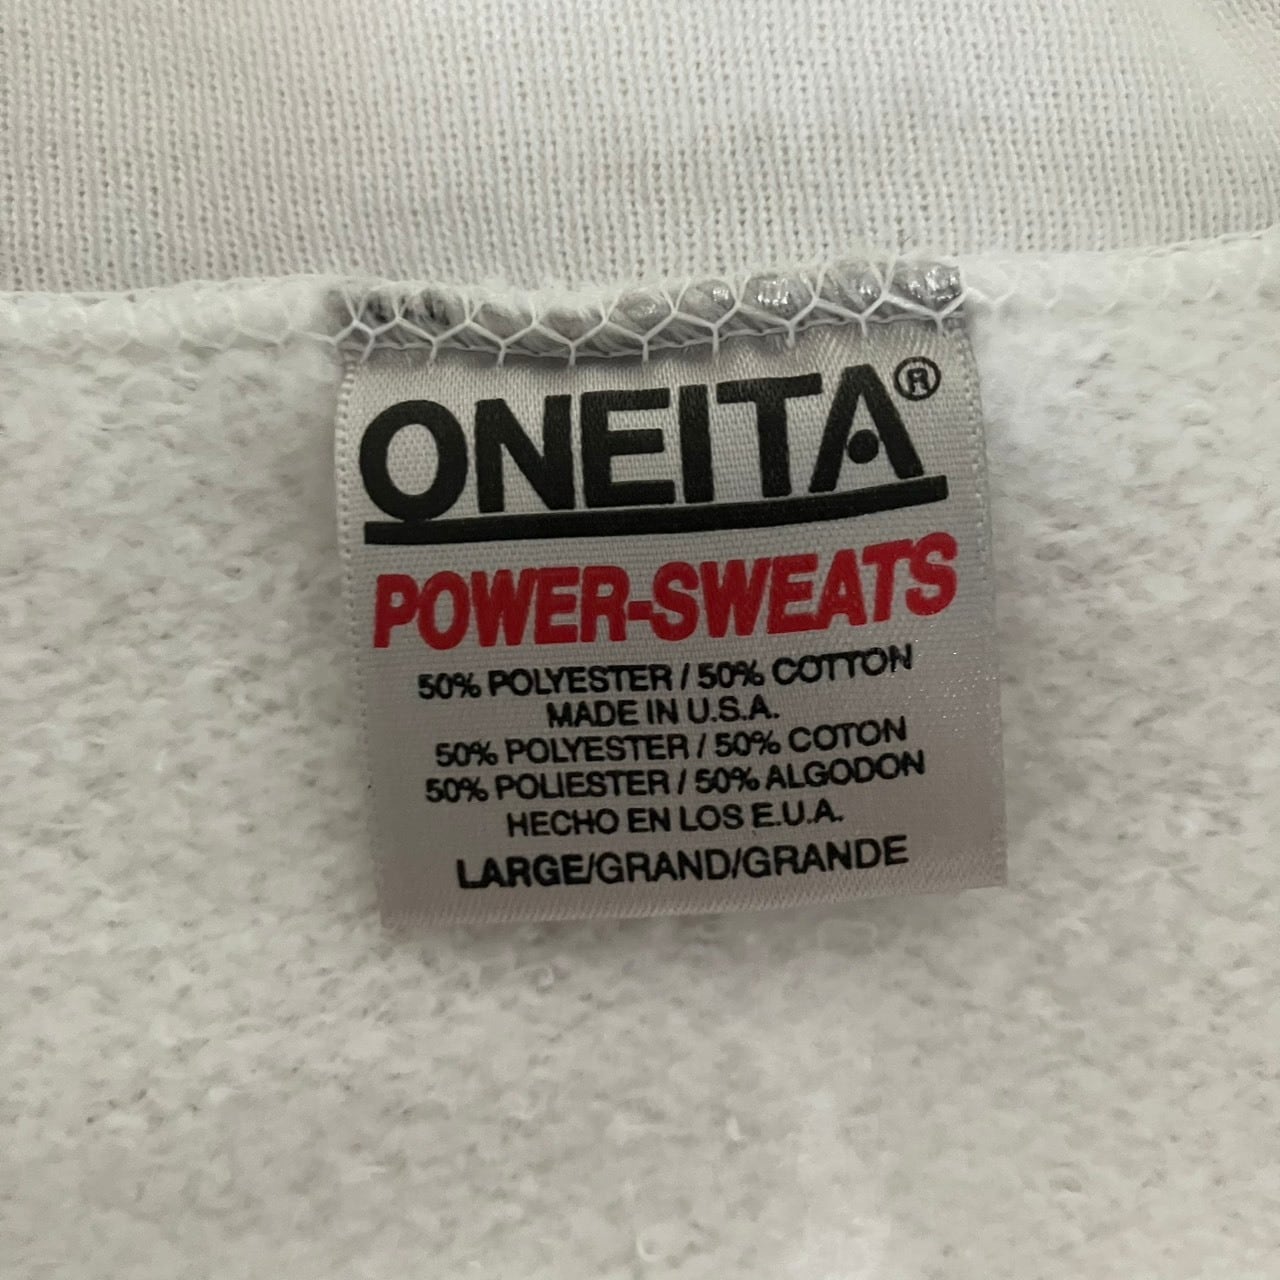 ONEITA®
POWER-SWEATS
50% POLYESTER / 50% COTTON
MADE IN U.S.A.
50% POLYESTER / 50% COTON
50% POLIESTER / 50% ALGODON
HECHO EN LOS E.U.A.
LARGE/GRAND/GRANDE